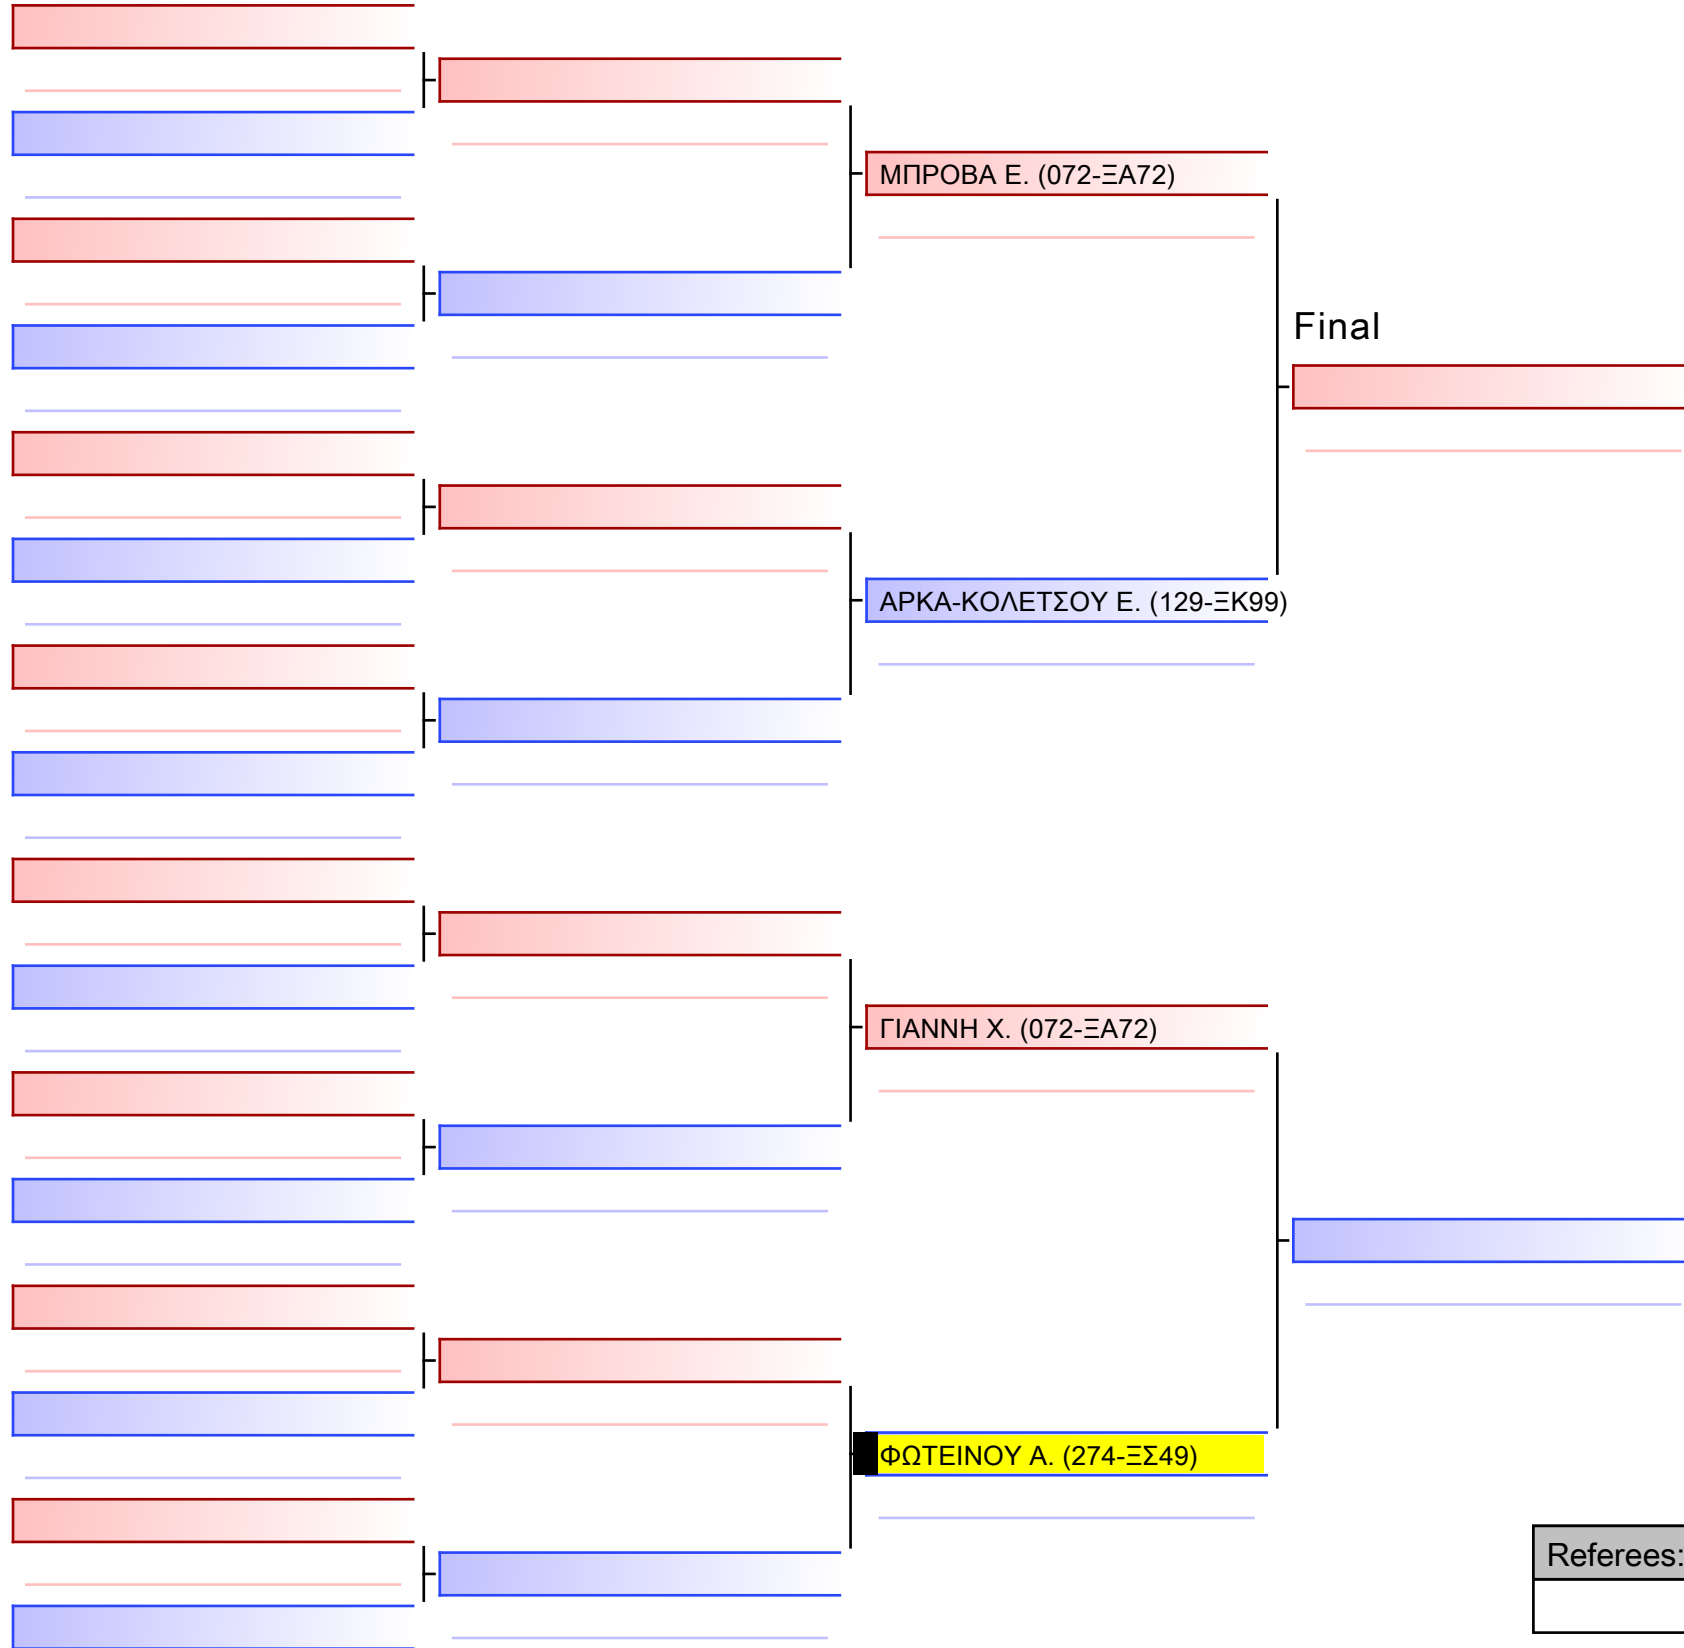 ΜΠΡΟΒΑ Ε. (072-ΞΑ72)
Final
ΑΡΚΑ-ΚΟΛΕΤΣΟΥ Ε. (129-ΞΚ99)
ΓΙΑΝΝΗ Χ. (072-ΞΑ72)
ΦΩΤΕΙΝΟΥ Α. (274-ΞΣ49)
Referees: